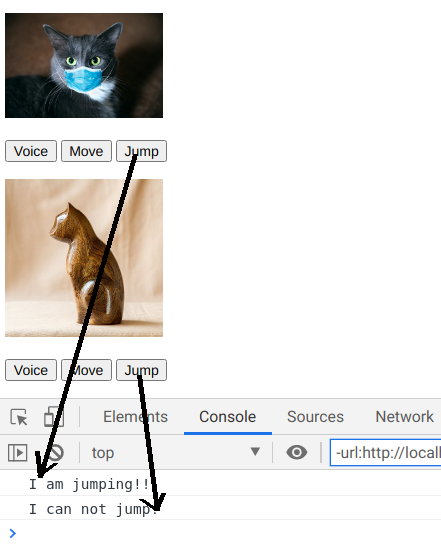 Voice Move Jump
Voice Move Jump
Elements Console Sources Network
top -url:http://locall
I am jumping!!
I can not jump!